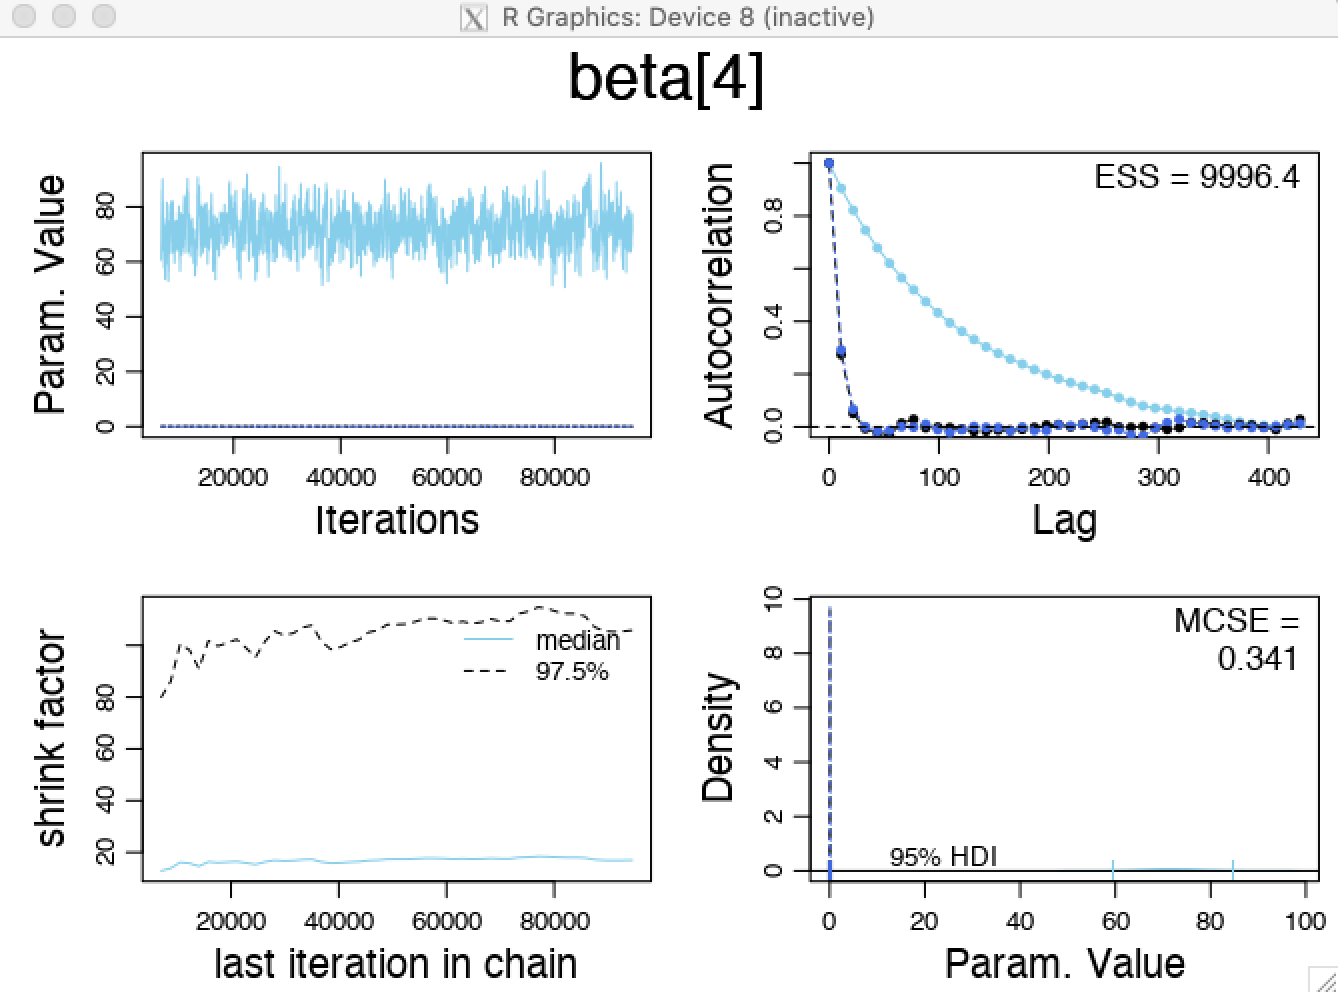 R Graphics: Device 8 (inactive)
beta[4]
Param. Value
0 20 40 60 80
20000 40000 60000 80000
Iterations
Autocorrelation
0.0 0.4 0.8
ESS = 9996.4
0 100 200 300 400
Lag
shrink factor
20 40 60 80
median
97.5%
20000 40000 60000 80000
last iteration in chain
Density
0 2 4 6 8 10
MCSE =
0.341
95% HDI
0 20 40 60 80 100
Param. Value